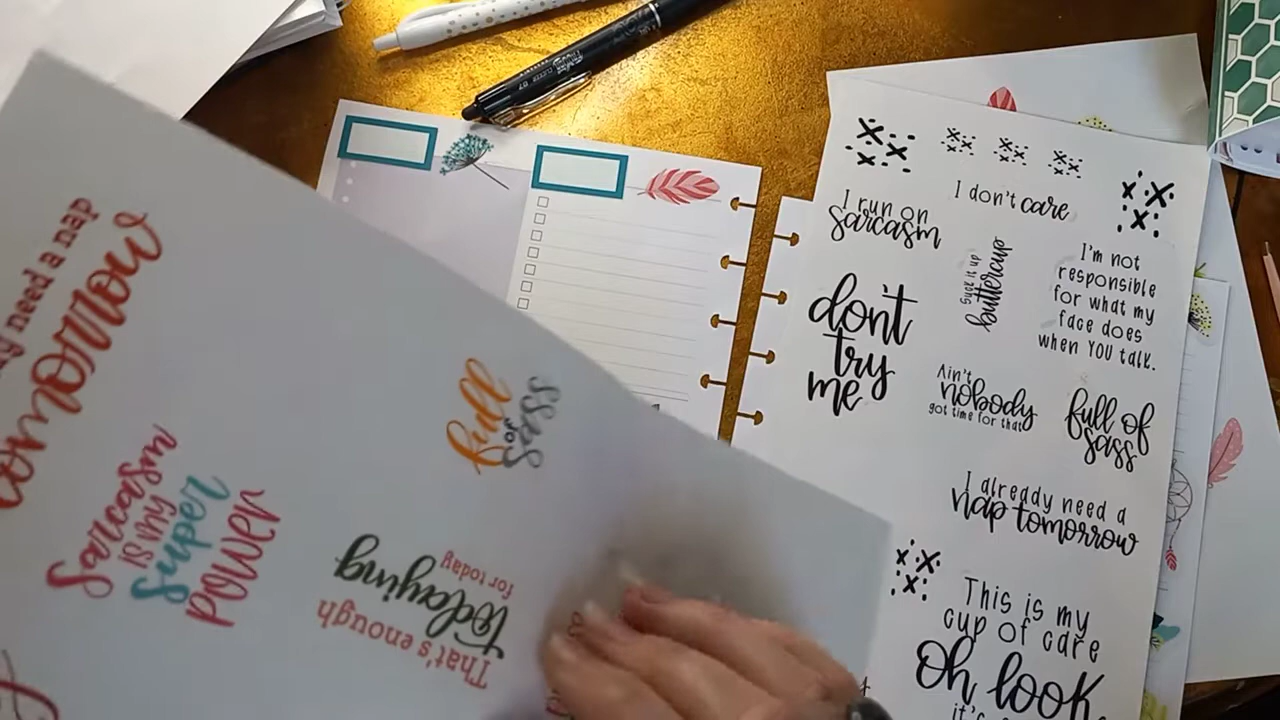 need a nap
tomorrow
Sarcasm
is my
super
power
full
of
sass
That's enough
todaying
for today
I run on
sarcasm
I don't care
suck it up
buttercup
I'm not
responsible
for what my
face does
when YOU talk.
don't
try
me
Ain't
nobody
got time for that
full of
sass
I already need a
nap tomorrow
This is my
cup of care
Oh look,
it's